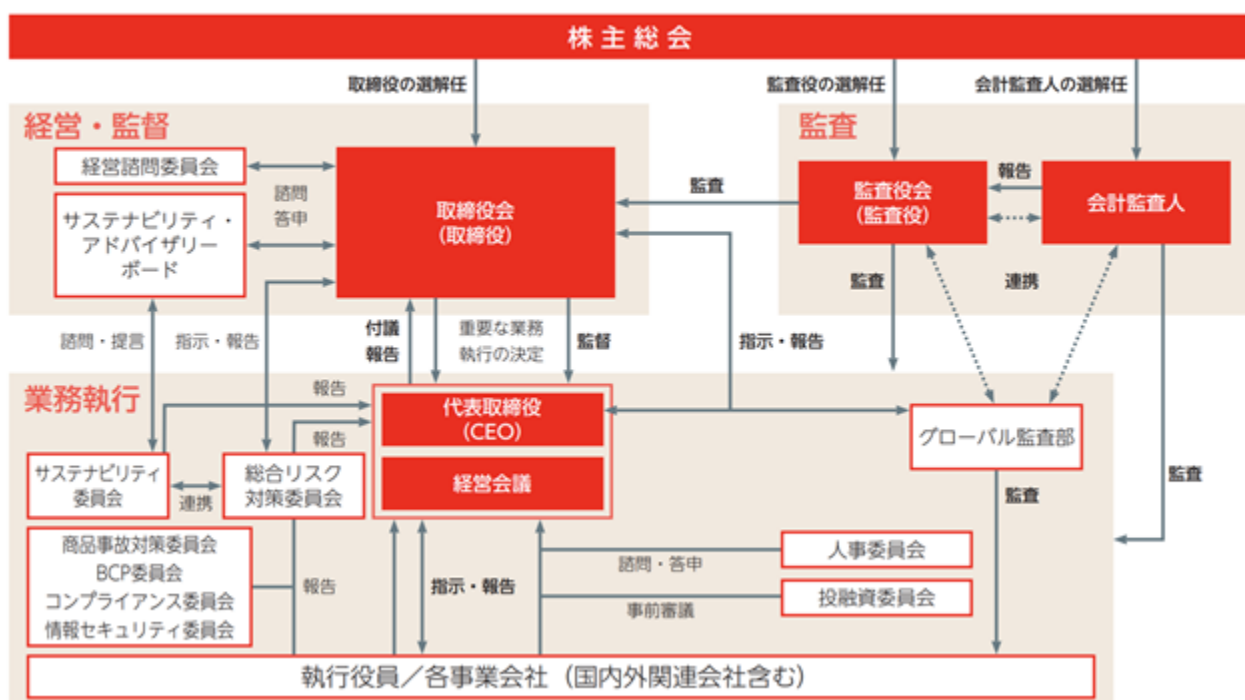 株主総会
取締役の選解任
監査役の選解任
会計監査人の選解任
経営・監督
監査
経営諮問委員会
諮問
答申
サステナビリティ・
アドバイザリー
ボード
取締役会
(取締役)
監査
監査役会
(監査役)
報告
会計監査人
監査
連携
諮問・提言
指示・報告
付議
報告
重要な業務
執行の決定
監督
指示・報告
業務執行
報告
報告
代表取締役
(CEO)
経営会議
グローバル監査部
サステナビリティ
委員会
連携
総合リスク
対策委員会
監査
監査
商品事故対策委員会
BCP委員会
コンプライアンス委員会
情報セキュリティ委員会
報告
指示・報告
諮問・答申
人事委員会
事前審議
投融資委員会
執行役員／各事業会社（国内外関連会社含む）